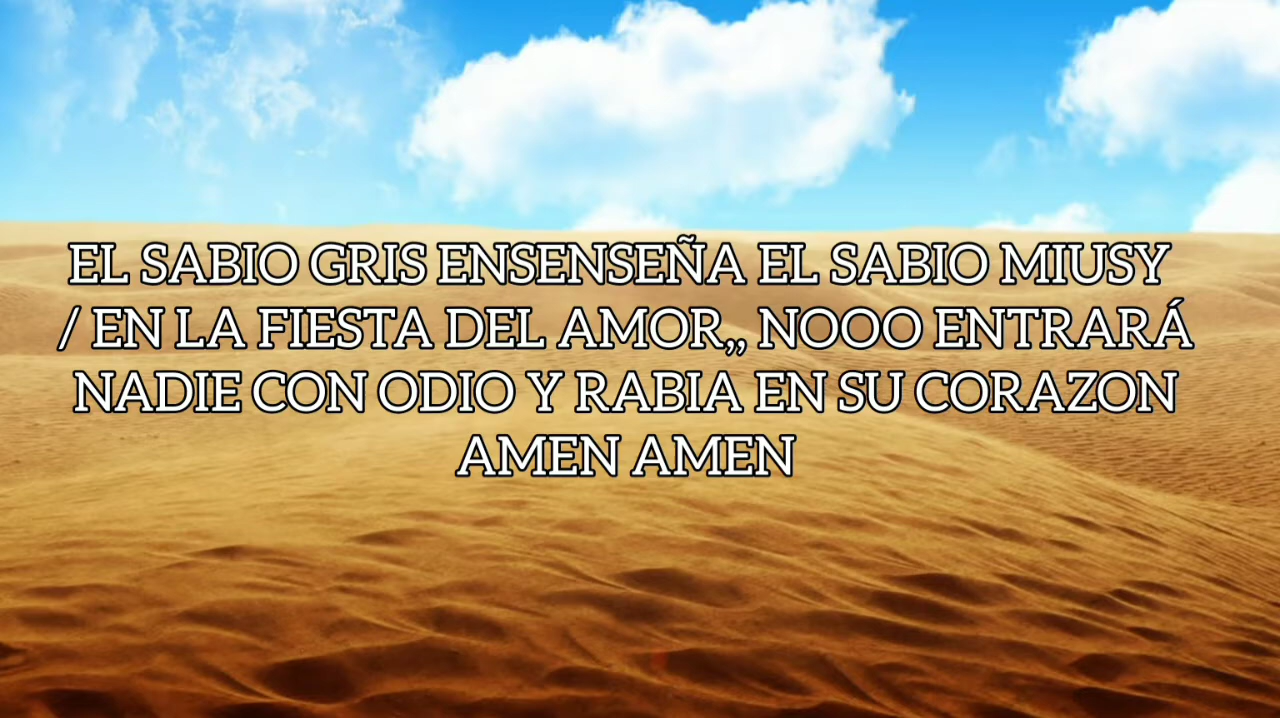 EL SABIO GRIS ENSENSEÑA EL SABIO MIUSY
/ EN LA FIESTA DEL AMOR,, NOOO ENTRARÁ
NADIE CON ODIO Y RABIA EN SU CORAZON
AMEN AMEN